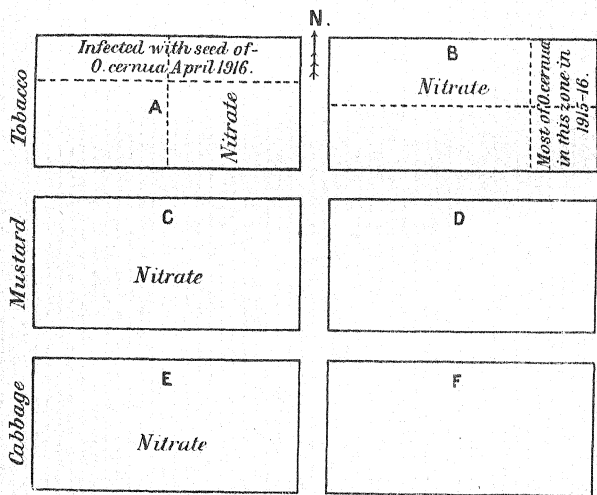 N.
Tobacco
Infected with seed of-
O.cernua April 1916.
A
Nitrate
B
Nitrate
Most of O.cernua
in this zone in
1915-16.
Mustard
C
Nitrate
D
Cabbage
E
Nitrate
F